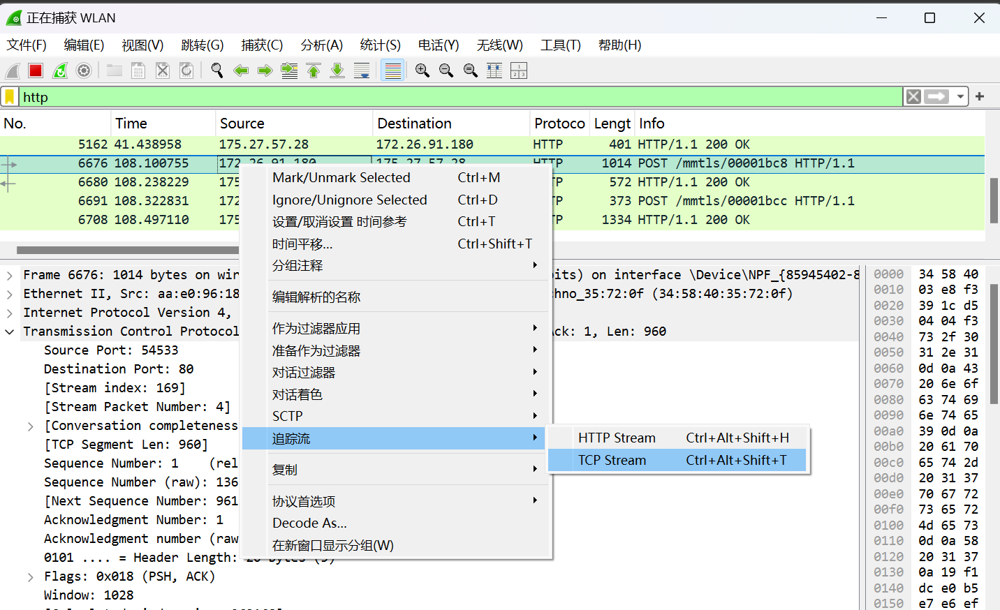 正在捕获 WLAN
文件(F) 编辑(E) 视图(V) 跳转(G) 捕获(C) 分析(A) 统计(S) 电话(Y) 无线(W) 工具(T) 帮助(H)
http
No. Time Source Destination Protoco Lengt Info
5162 41.438958 175.27.57.28 172.26.91.180 HTTP 401 HTTP/1.1 200 OK
6676 108.100755 172.26.91.180 175.27.57.28 HTTP 1014 POST /mmtls/00001bc8 HTTP/1.1
6680 108.238229 175 TP 572 HTTP/1.1 200 OK
6691 108.322831 172 TP 373 POST /mmtls/00001bcc HTTP/1.1
6708 108.497110 175 TP 1334 HTTP/1.1 200 OK
Mark/Unmark Selected Ctrl+M
Ignore/Unignore Selected Ctrl+D
设置/取消设置 时间参考 Ctrl+T
时间平移... Ctrl+Shift+T
分组注释
编辑解析的名称
作为过滤器应用
准备作为过滤器
对话过滤器
对话着色
SCTP
追踪流
复制
协议首选项
Decode As...
在新窗口显示分组(W)
HTTP Stream Ctrl+Alt+Shift+H
TCP Stream Ctrl+Alt+Shift+T
Frame 6676: 1014 bytes on wir bits) on interface \Device\NPF_{85945402-8
Ethernet II, Src: aa:e0:96:18 chno_35:72:0f (34:58:40:35:72:0f)
Internet Protocol Version 4,
Transmission Control Protocol Ack: 1, Len: 960
Source Port: 54533
Destination Port: 80
[Stream index: 169]
[Stream Packet Number: 4]
[Conversation completeness
[TCP Segment Len: 960]
Sequence Number: 1 (rel
Sequence Number (raw): 136
[Next Sequence Number: 961
Acknowledgment Number: 1
Acknowledgment number (raw
0101 .... = Header Length: 20 bytes (5)
Flags: 0x018 (PSH, ACK)
Window: 1028
0000 34 58 40
0010 03 e8 f3
0020 39 1c d5
0030 04 04 f3
0040 73 2f 30
0050 31 2e 31
0060 0d 0a 43
0070 20 6e 6f
0080 63 74 69
0090 6e 74 65
00a0 39 0d 0a
00b0 20 61 70
00c0 65 74 2d
00d0 20 31 37
00e0 70 67 72
00f0 73 65 72
0100 4d 65 73
0110 0d 0a 58
0120 20 31 37
0130 0a 19 f1
0140 dc e0 b5
0150 e7 e6 ef